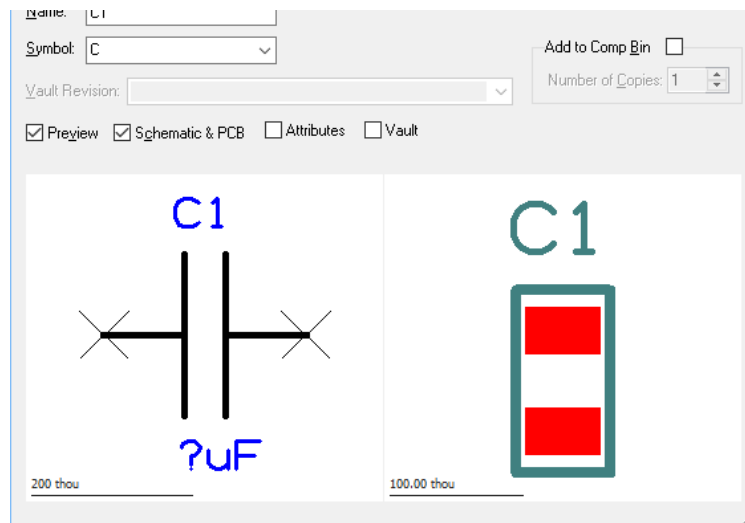 Name: C1
Symbol: C
Add to Comp Bin
Vault Revision:
Number of Copies: 1
Preview Schematic & PCB Attributes Vault
C1
C1
?uF
200 thou
100.00 thou